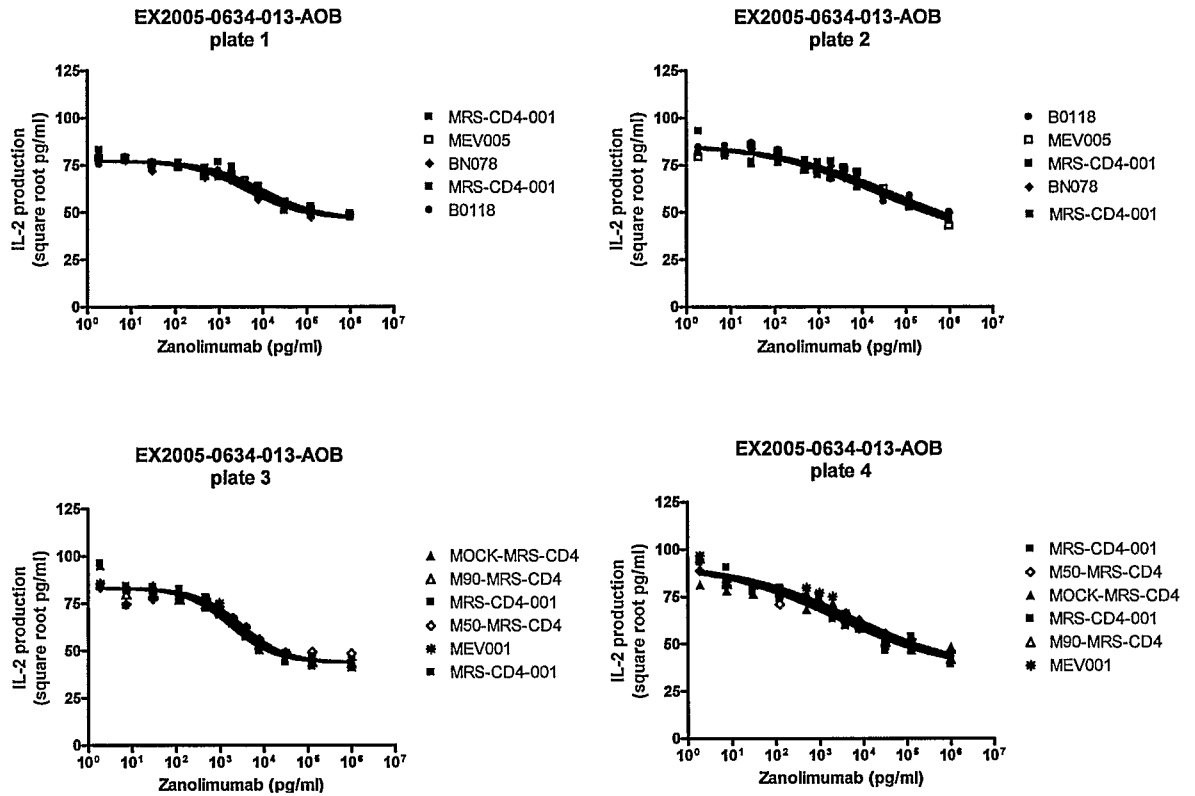 EX2005-0634-013-AOB
plate 1
125
100
75
50
25
0
IL-2 production
(square root pg/ml)
10⁰ 10¹ 10² 10³ 10⁴ 10⁵ 10⁶ 10⁷
Zanolimumab (pg/ml)
MRS-CD4-001
MEV005
BN078
MRS-CD4-001
B0118
EX2005-0634-013-AOB
plate 2
125
100
75
50
25
0
IL-2 production
(square root pg/ml)
10⁰ 10¹ 10² 10³ 10⁴ 10⁵ 10⁶ 10⁷
Zanolimumab (pg/ml)
B0118
MEV005
MRS-CD4-001
BN078
MRS-CD4-001
EX2005-0634-013-AOB
plate 3
125
100
75
50
25
0
IL-2 production
(square root pg/ml)
10⁰ 10¹ 10² 10³ 10⁴ 10⁵ 10⁶ 10⁷
Zanolimumab (pg/ml)
MOCK-MRS-CD4
M90-MRS-CD4
MRS-CD4-001
M50-MRS-CD4
MEV001
MRS-CD4-001
EX2005-0634-013-AOB
plate 4
125
100
75
50
25
0
IL-2 production
(square root pg/ml)
10⁰ 10¹ 10² 10³ 10⁴ 10⁵ 10⁶ 10⁷
Zanolimumab (pg/ml)
MRS-CD4-001
M50-MRS-CD4
MOCK-MRS-CD4
MRS-CD4-001
M90-MRS-CD4
MEV001